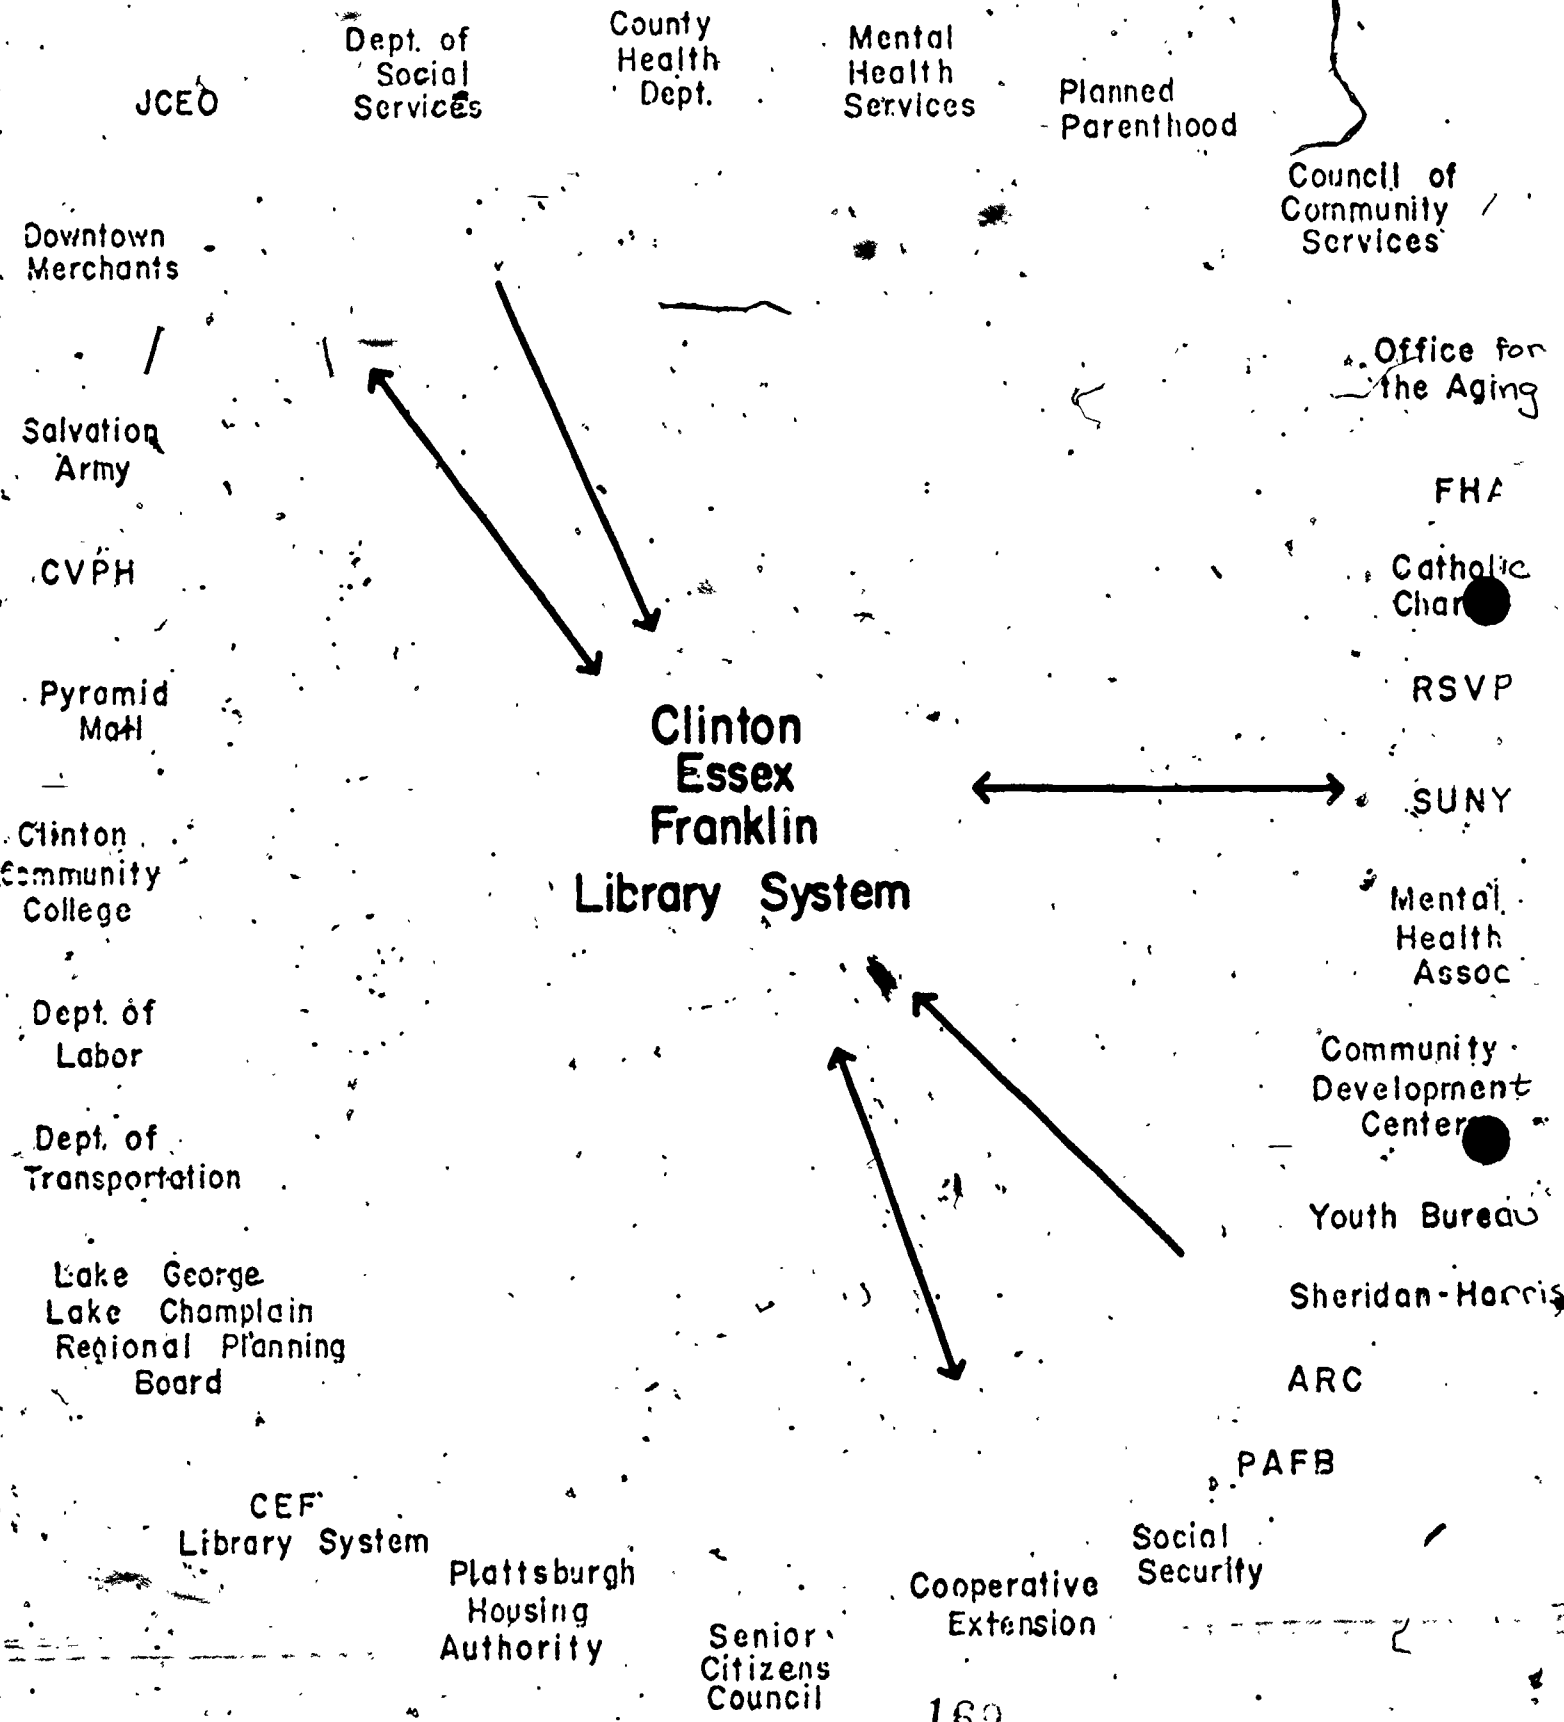 JCEO
Dept. of
Social
Services
County
Health
Dept.
Mental
Health
Services
Planned
Parenthood
Council of
Community
Services
Office for
the Aging
FHA
Catholic
Char
RSVP
SUNY
Mental
Health
Assoc
Community
Development
Center
Youth Bureau
Sheridan-Harris
ARC
PAFB
Social
Security
Cooperative
Extension
Senior
Citizens
Council
Plattsburgh
Housing
Authority
CEF
Library System
Lake George
Lake Champlain
Regional Planning
Board
Dept. of
Transportation
Dept. of
Labor
Clinton
Community
College
Pyramid
Mall
CVPH
Salvation
Army
Downtown
Merchants
Clinton
Essex
Franklin
Library System